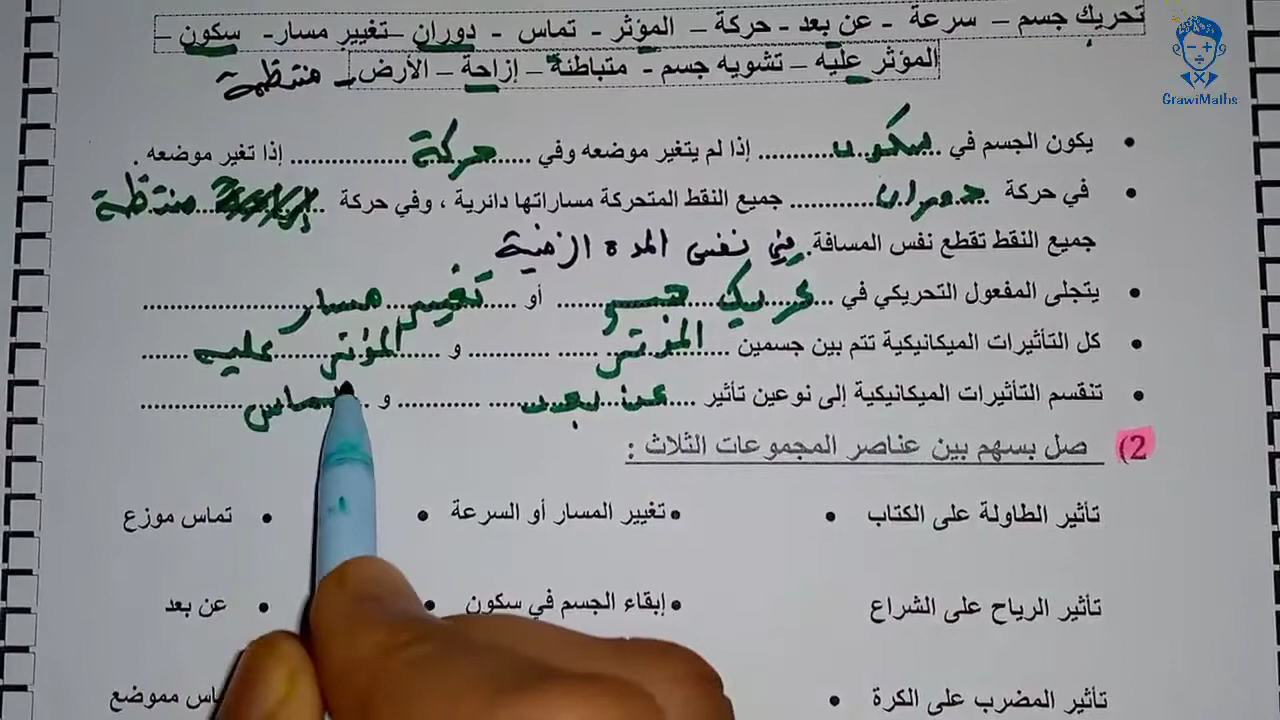 تحريك جسم – سرعة - عن بعد - حركة – المؤثر - تماس - دوران – تغيير مسار - سكون –
المؤثر عليه – تشويه جسم - متباطئة – إزاحة – الأرض – منتظمة
GrawiMaths
• يكون الجسم في سكون إذا لم يتغير موضعه وفي حركة إذا تغير موضعه .
• في حركة دوران جميع النقط المتحركة مساراتها دائرية ، وفي حركة منتظمة
جميع النقط تقطع نفس المسافة. في نفس المدة الزمنية
• يتجلى المفعول التحريكي في تحريك جسم أو تغيير مسار
• كل التأثيرات الميكانيكية تتم بين جسمين المؤثر و المؤثر عليه
• تنقسم التأثيرات الميكانيكية إلى نوعين تأثير عن بعد و تماس
2) صل بسهم بين عناصر المجموعات الثلاث :
تأثير الطاولة على الكتاب • • تغيير المسار أو السرعة • • تماس موزع
تأثير الرياح على الشراع • إبقاء الجسم في سكون • • عن بعد
تأثير المضرب على الكرة • مموضع